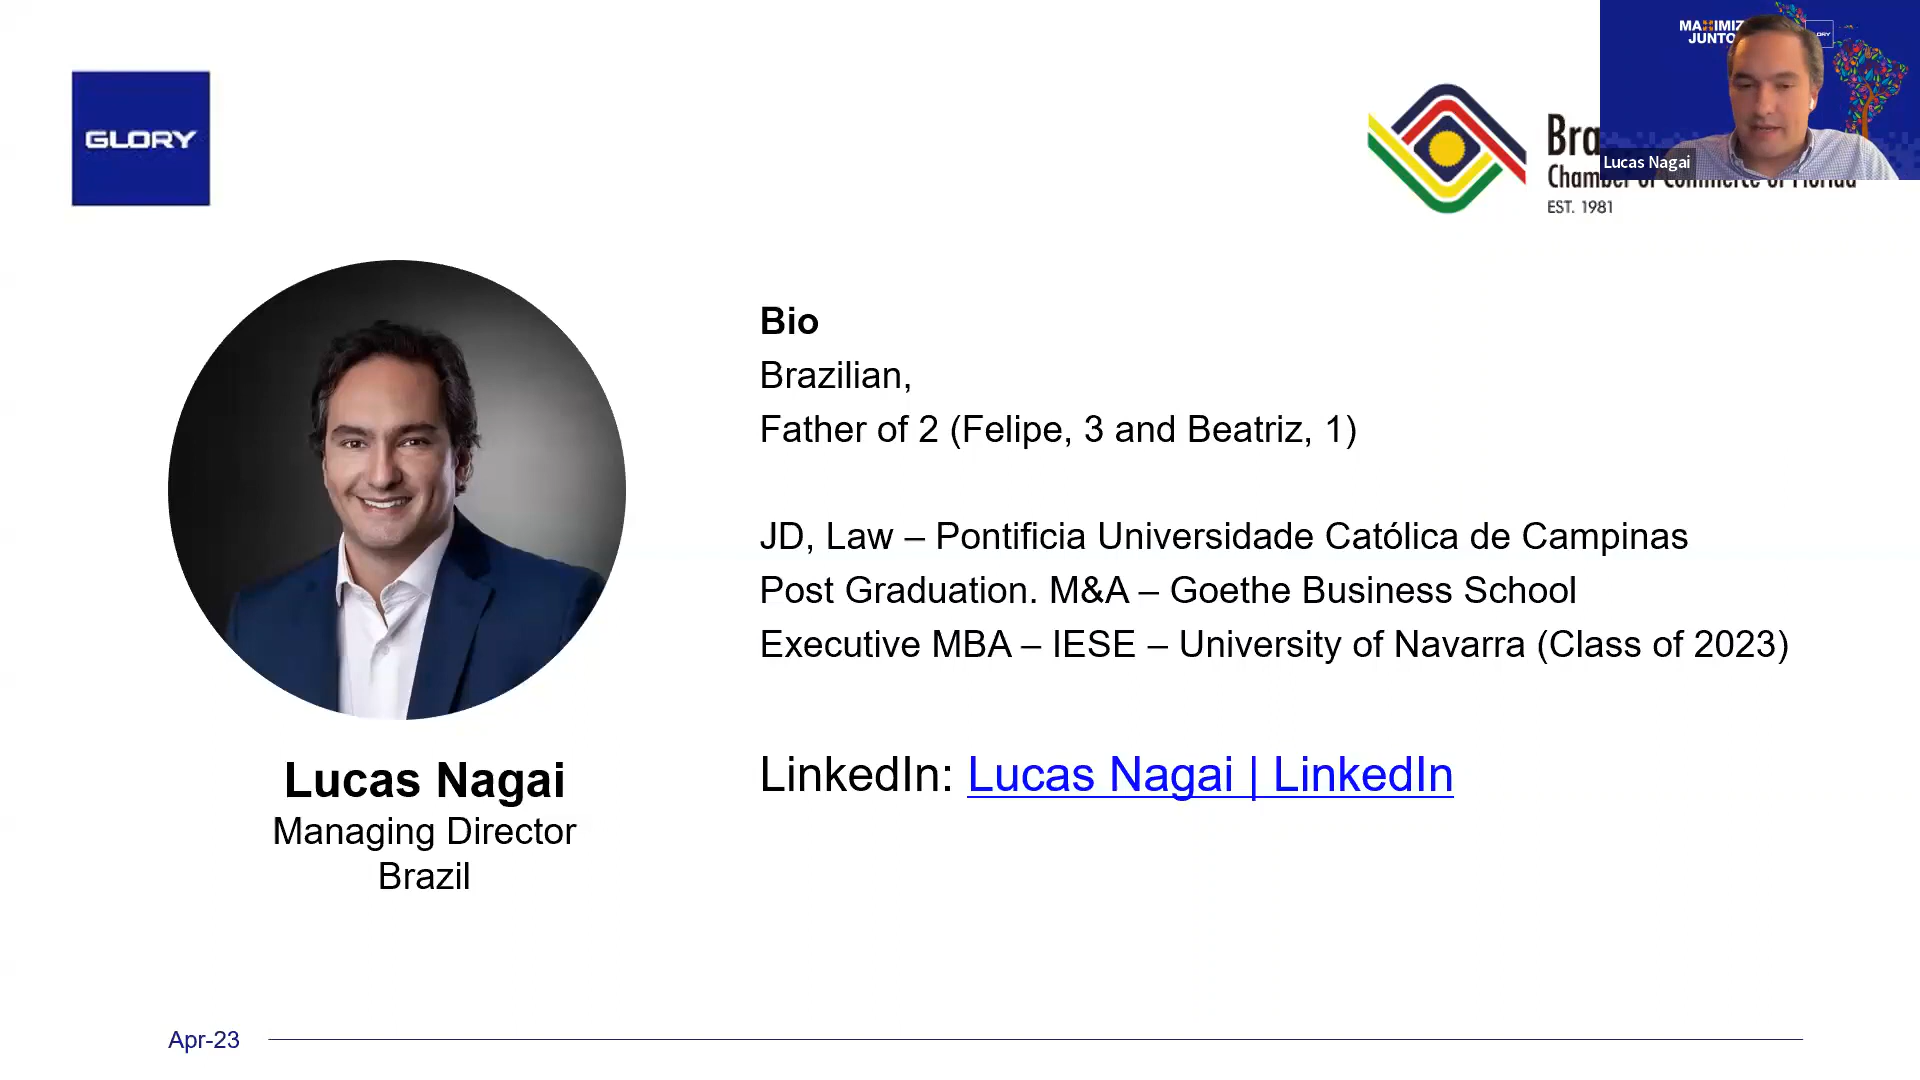 GLORY
Bra
Chamber of Commerce of Florida
EST. 1981
MAXIMIZ
JUNTO
Lucas Nagai
Bio
Brazilian,
Father of 2 (Felipe, 3 and Beatriz, 1)
JD, Law – Pontificia Universidade Católica de Campinas
Post Graduation. M&A – Goethe Business School
Executive MBA – IESE – University of Navarra (Class of 2023)
LinkedIn: Lucas Nagai | LinkedIn
Lucas Nagai
Managing Director
Brazil
Apr-23